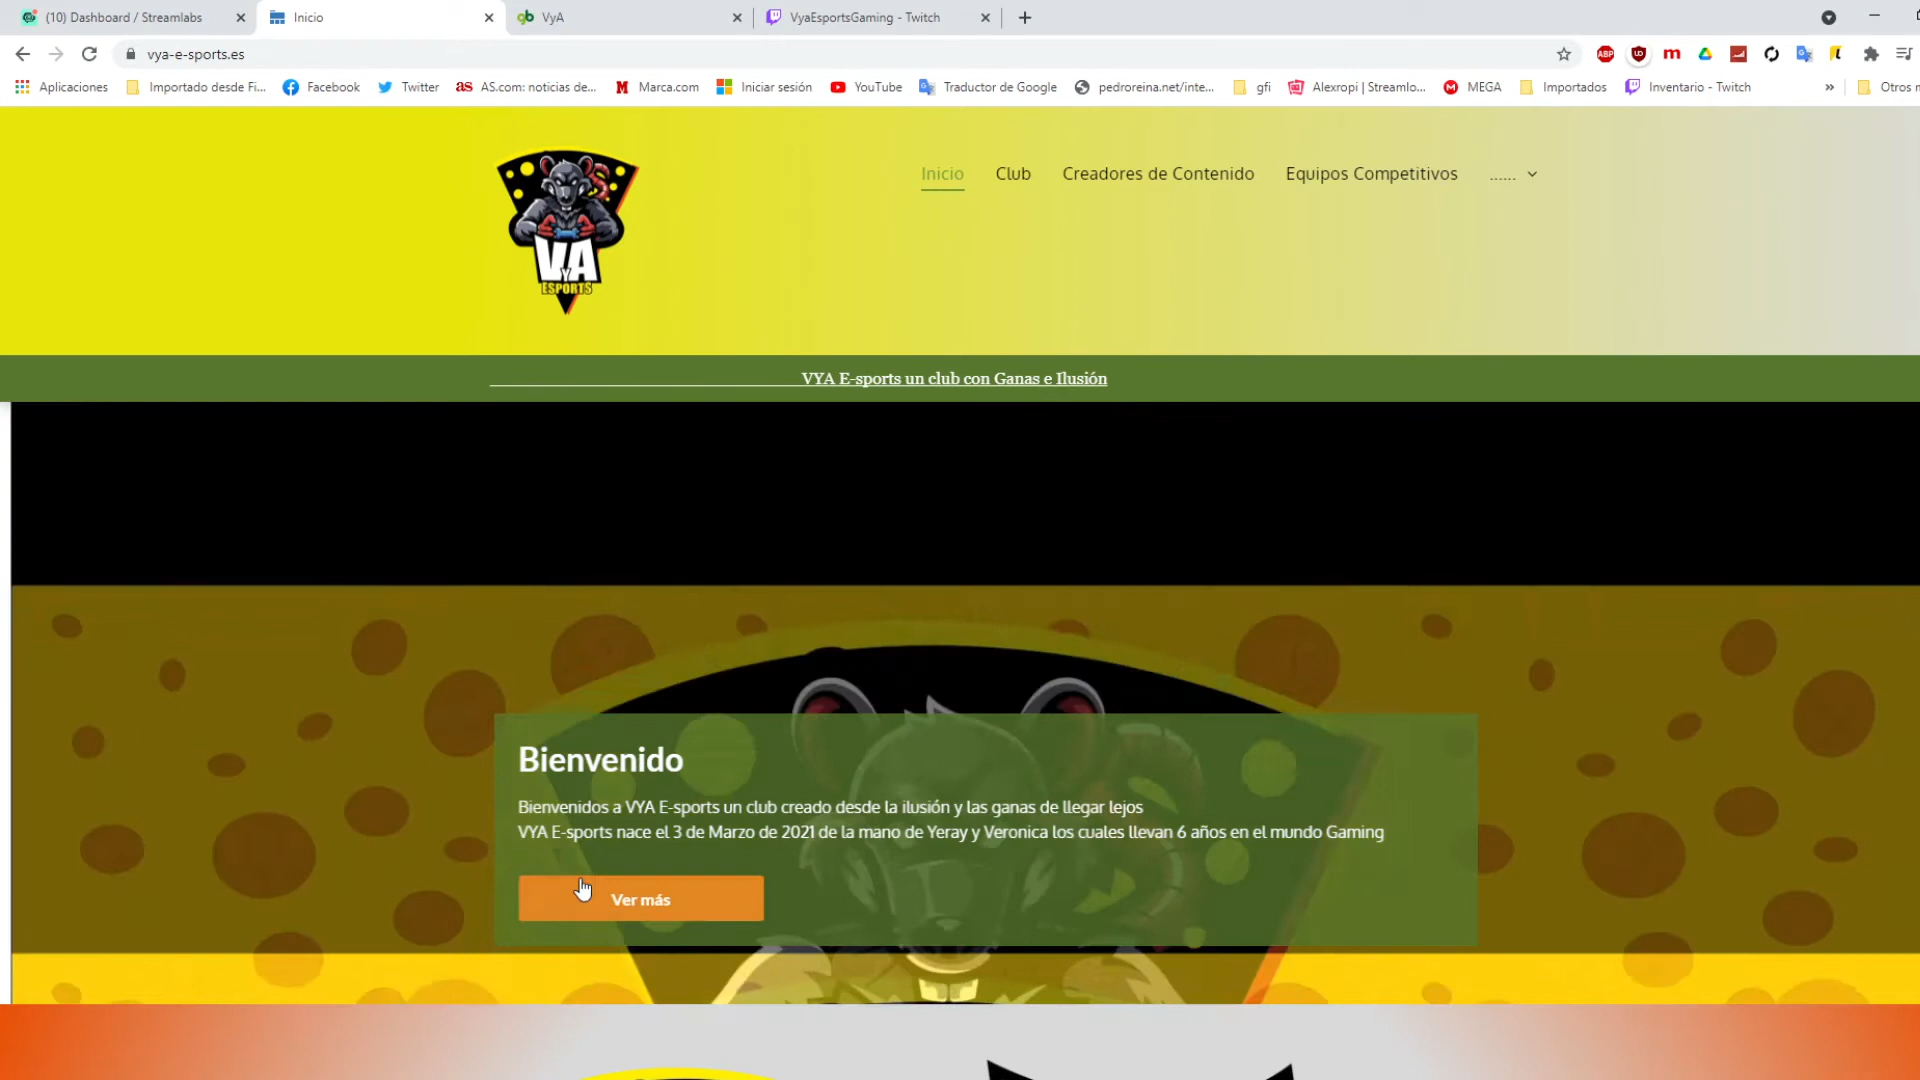 (10) Dashboard / Streamlabs
Inicio
VyA
VyaEsportsGaming - Twitch
vya-e-sports.es
Aplicaciones
Importado desde Fi...
Facebook
Twitter
AS.com: noticias de...
Marca.com
Iniciar sesión
YouTube
Traductor de Google
pedroreina.net/inte...
gfi
Alexropi | Streamlo...
MEGA
Importados
Inventario - Twitch
»
Otros m
Inicio
Club
Creadores de Contenido
Equipos Competitivos
......
VYA
ESPORTS
VYA E-sports un club con Ganas e Ilusión
Bienvenido
Bienvenidos a VYA E-sports un club creado desde la ilusión y las ganas de llegar lejos
VYA E-sports nace el 3 de Marzo de 2021 de la mano de Yeray y Veronica los cuales llevan 6 años en el mundo Gaming
Ver más